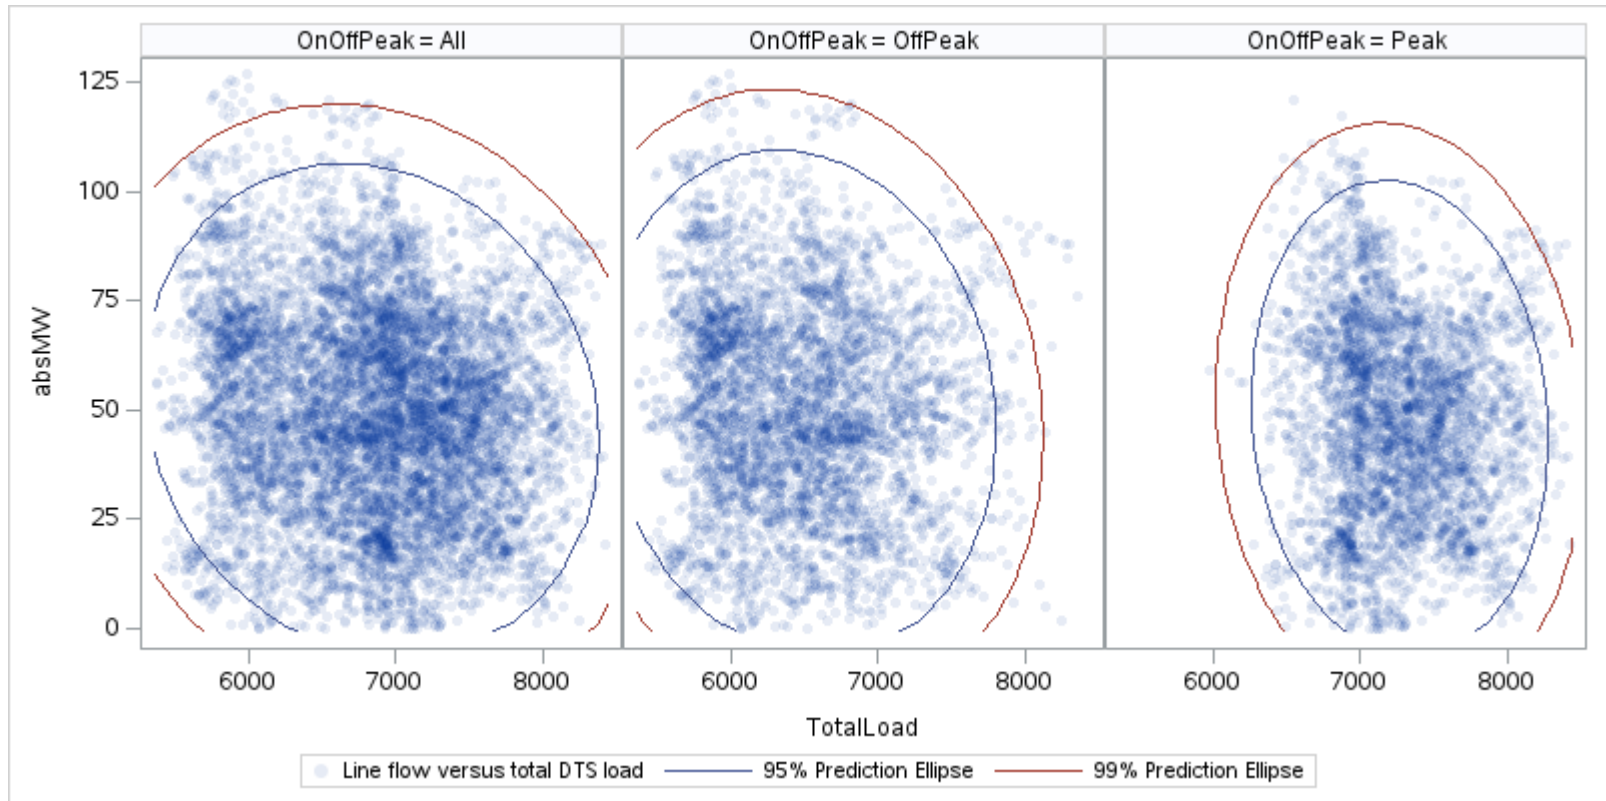 OnOffPeak = All
OnOffPeak = OffPeak
OnOffPeak = Peak
absMW
125
100
75
50
25
0
6000 7000 8000
6000 7000 8000
6000 7000 8000
TotalLoad
Line flow versus total DTS load
95% Prediction Ellipse
99% Prediction Ellipse